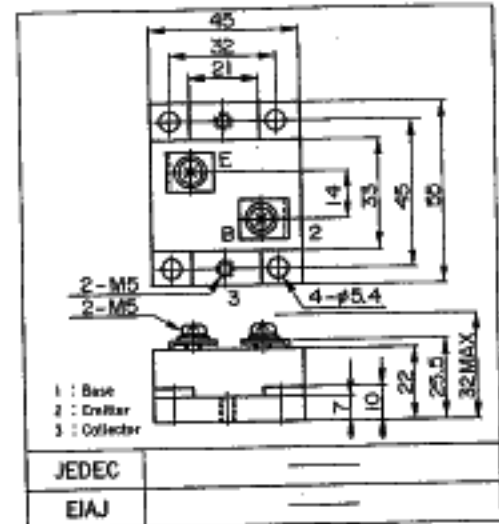 45
32
21
E
14
33
45
55
B
2
2-M5
3
4-φ5.4
2-M5
7
10
22
25.5
32MAX
1 : Base
2 : Emitter
3 : Collector
JEDEC
EIAJ